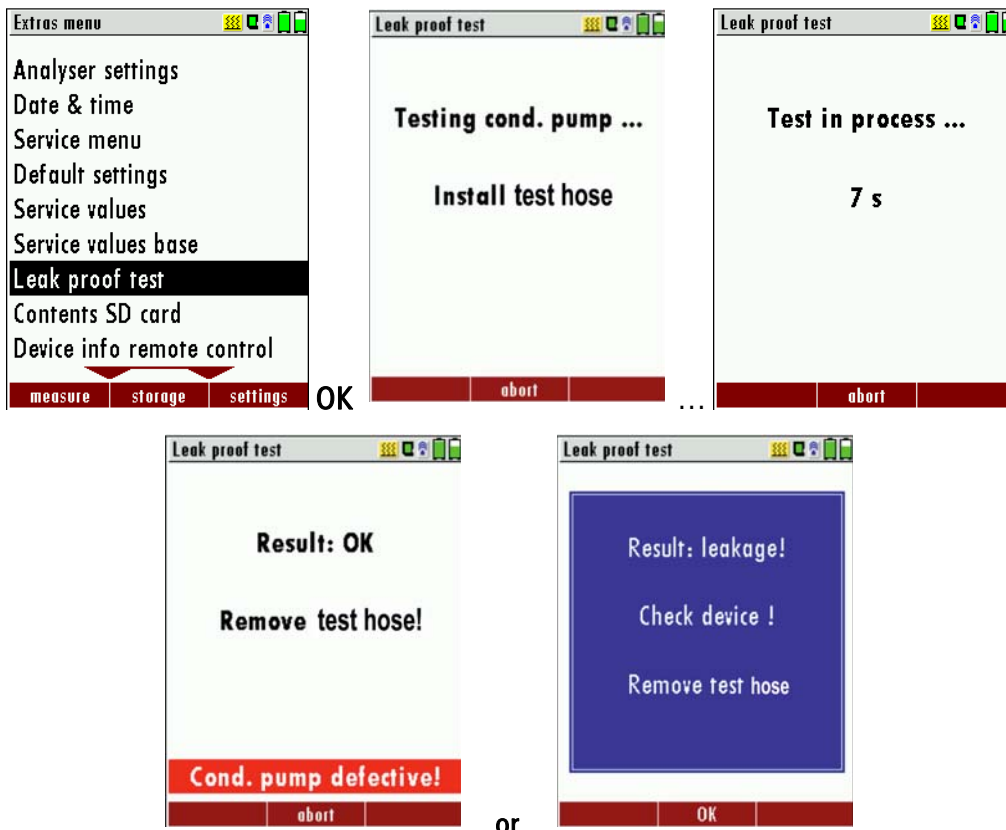 Extras menu
Analyser settings
Date & time
Service menu
Default settings
Service values
Service values base
Leak proof test
Contents SD card
Device info remote control
measure storage settings
OK
Leak proof test
Testing cond. pump ...
Install test hose
abort
...
Leak proof test
Test in process ...
7 s
abort
Leak proof test
Result: OK
Remove test hose!
Cond. pump defective!
abort
or
Leak proof test
Result: leakage!
Check device !
Remove test hose
OK